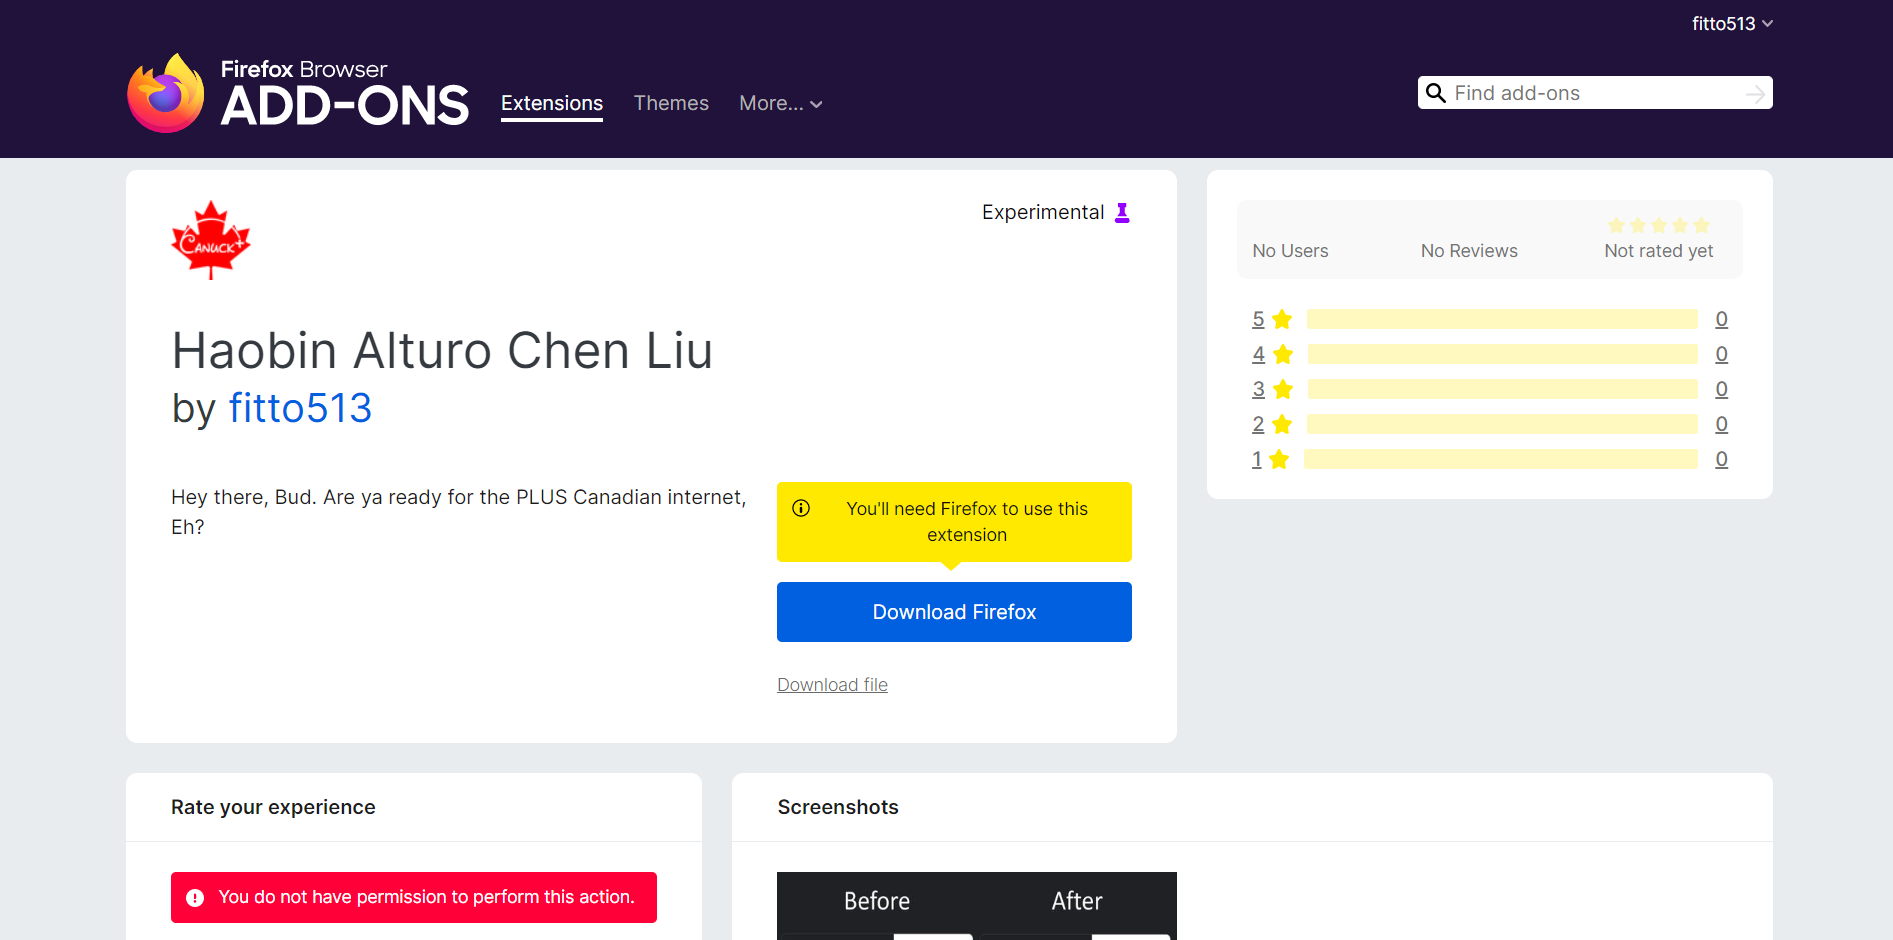 fitto513
Firefox Browser
ADD-ONS
Extensions
Themes
More...
Find add-ons
CANUCK+
Experimental
Haobin Alturo Chen Liu
by fitto513
Hey there, Bud. Are ya ready for the PLUS Canadian internet,
Eh?
You'll need Firefox to use this
extension
Download Firefox
Download file
No Users
No Reviews
Not rated yet
5 0
4 0
3 0
2 0
1 0
Rate your experience
You do not have permission to perform this action.
Screenshots
Before
After